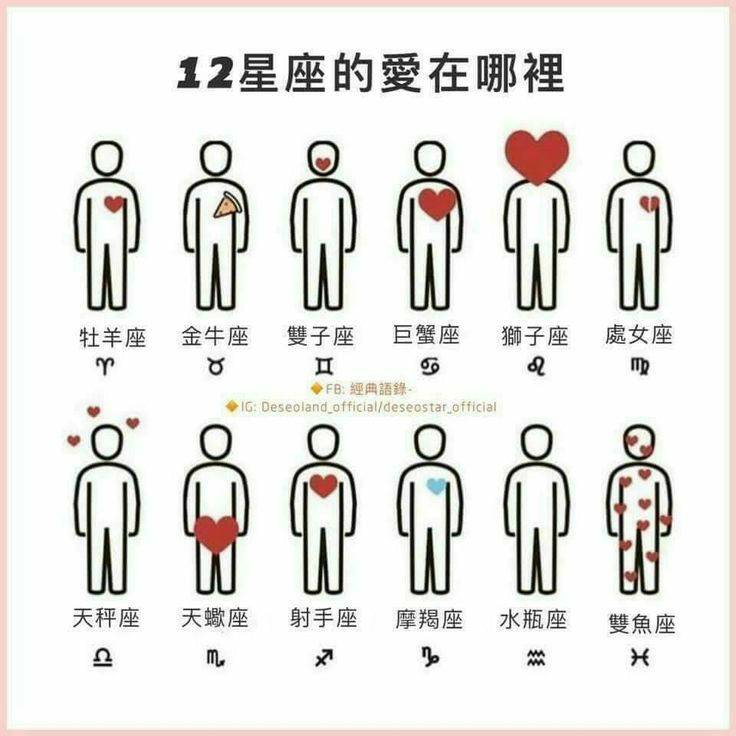 12星座的愛在哪裡
牡羊座 金牛座 雙子座 巨蟹座 獅子座 處女座
♈ ♉ ♊ ♋ ♌ ♍
🔸FB: 經典語錄-
🔸IG: Deseoland_official/deseostar_official
天秤座 天蠍座 射手座 摩羯座 水瓶座 雙魚座
♎ ♏ ♐ ♑ ♒ ♓